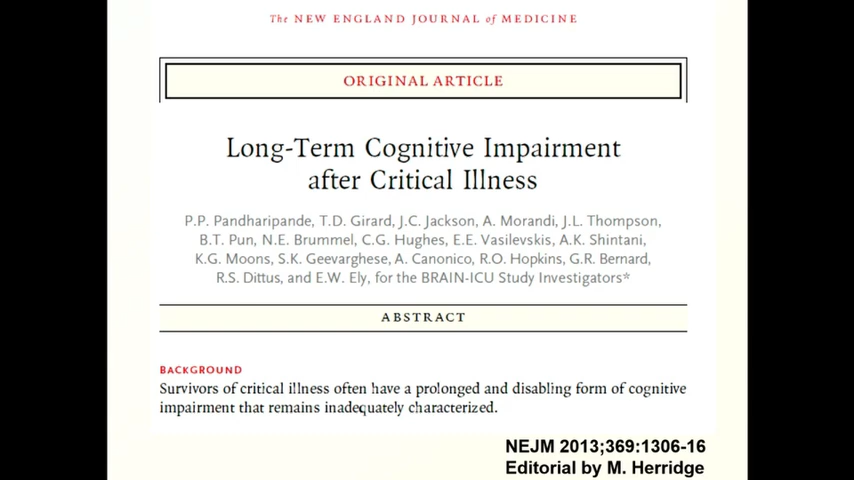 The NEW ENGLAND JOURNAL of MEDICINE
ORIGINAL ARTICLE
Long-Term Cognitive Impairment
after Critical Illness
P.P. Pandharipande, T.D. Girard, J.C. Jackson, A. Morandi, J.L. Thompson,
B.T. Pun, N.E. Brummel, C.G. Hughes, E.E. Vasilevskis, A.K. Shintani,
K.G. Moons, S.K. Geevarghese, A. Canonico, R.O. Hopkins, G.R. Bernard,
R.S. Dittus, and E.W. Ely, for the BRAIN-ICU Study Investigators*
ABSTRACT
BACKGROUND
Survivors of critical illness often have a prolonged and disabling form of cognitive
impairment that remains inadequately characterized.
NEJM 2013;369:1306-16
Editorial by M. Herridge